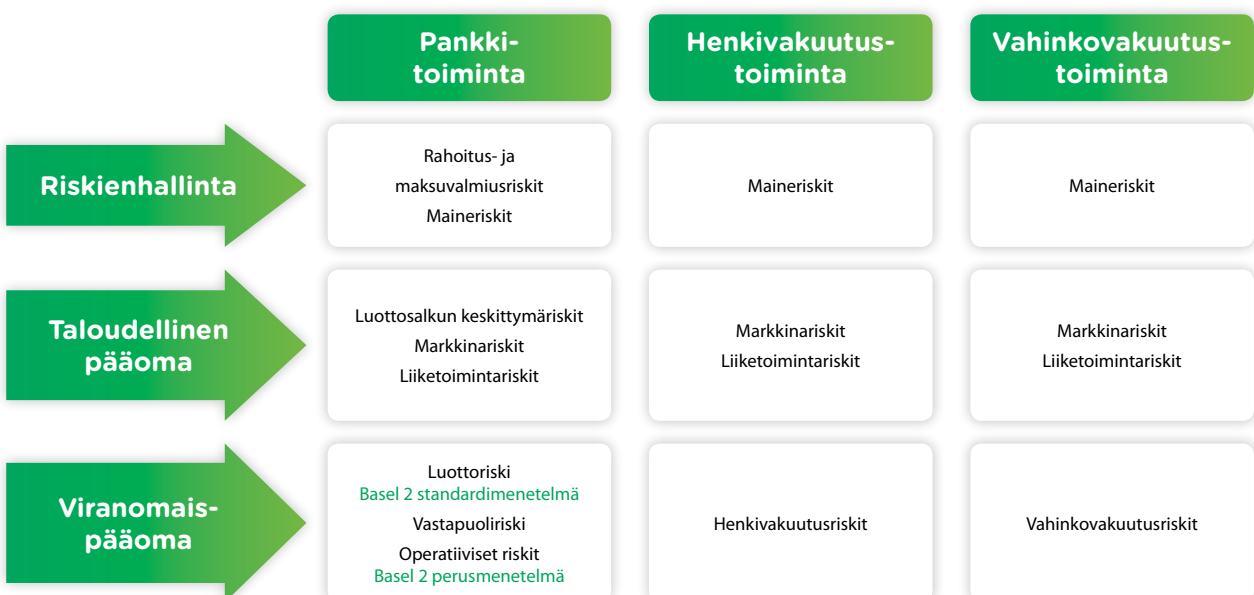 Pankki-
toiminta
Henkivakuutus-
toiminta
Vahinkovakuutus-
toiminta
Riskienhallinta
Rahoitus- ja
maksuvalmiusriskit
Maineriskit
Maineriskit
Maineriskit
Taloudellinen
pääoma
Luottosalkun keskittymäriskit
Markkinariskit
Liiketoimintariskit
Markkinariskit
Liiketoimintariskit
Markkinariskit
Liiketoimintariskit
Viranomais-
pääoma
Luottoriski
Basel 2 standardimenetelmä
Vastapuoliriski
Operatiiviset riskit
Basel 2 perusmenetelmä
Henkivakuutusriskit
Vahinkovakuutusriskit